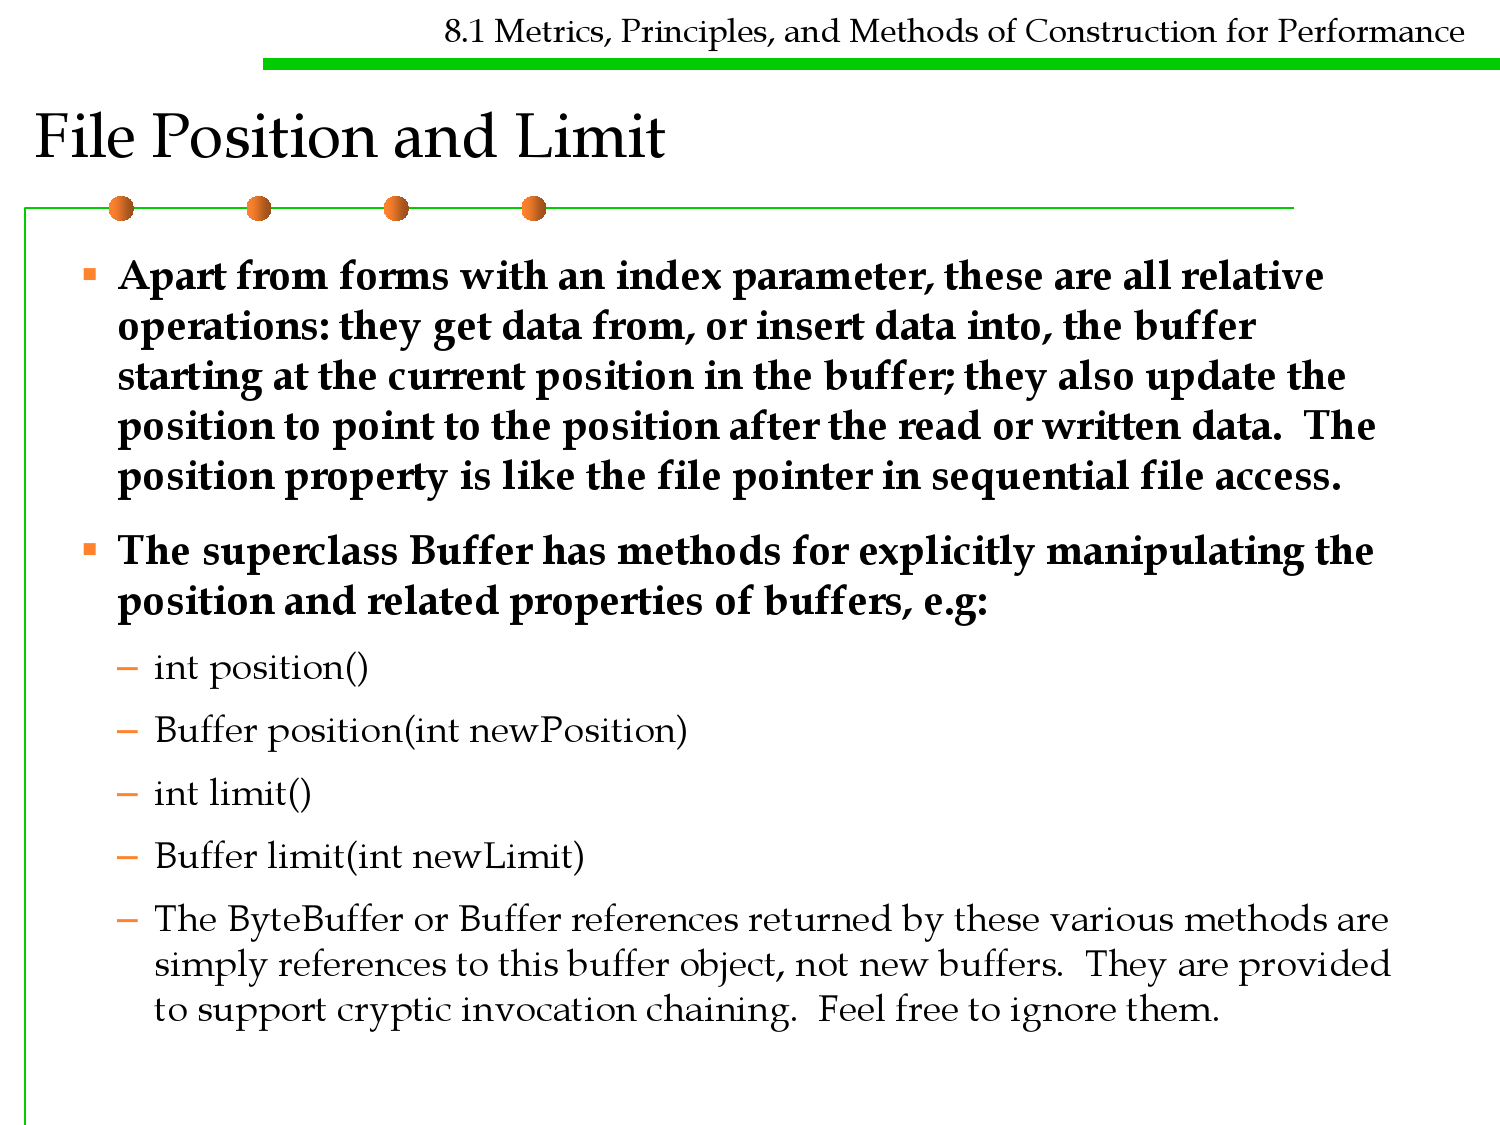 8.1 Metrics, Principles, and Methods of Construction for Performance
File Position and Limit
▪ Apart from forms with an index parameter, these are all relative
operations: they get data from, or insert data into, the buffer
starting at the current position in the buffer; they also update the
position to point to the position after the read or written data.  The
position property is like the file pointer in sequential file access.
▪ The superclass Buffer has methods for explicitly manipulating the
position and related properties of buffers, e.g:
– int position()
– Buffer position(int newPosition)
– int limit()
– Buffer limit(int newLimit)
– The ByteBuffer or Buffer references returned by these various methods are
simply references to this buffer object, not new buffers.  They are provided
to support cryptic invocation chaining.  Feel free to ignore them.